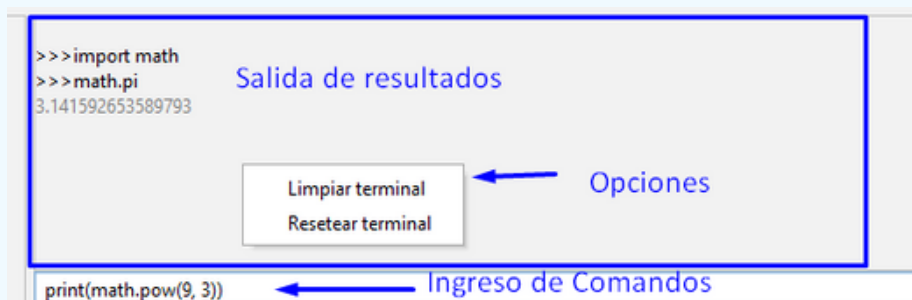 >>>import math
>>>math.pi
3.141592653589793
Salida de resultados
Limpiar terminal
Resetear terminal
Opciones
print(math.pow(9, 3))
Ingreso de Comandos